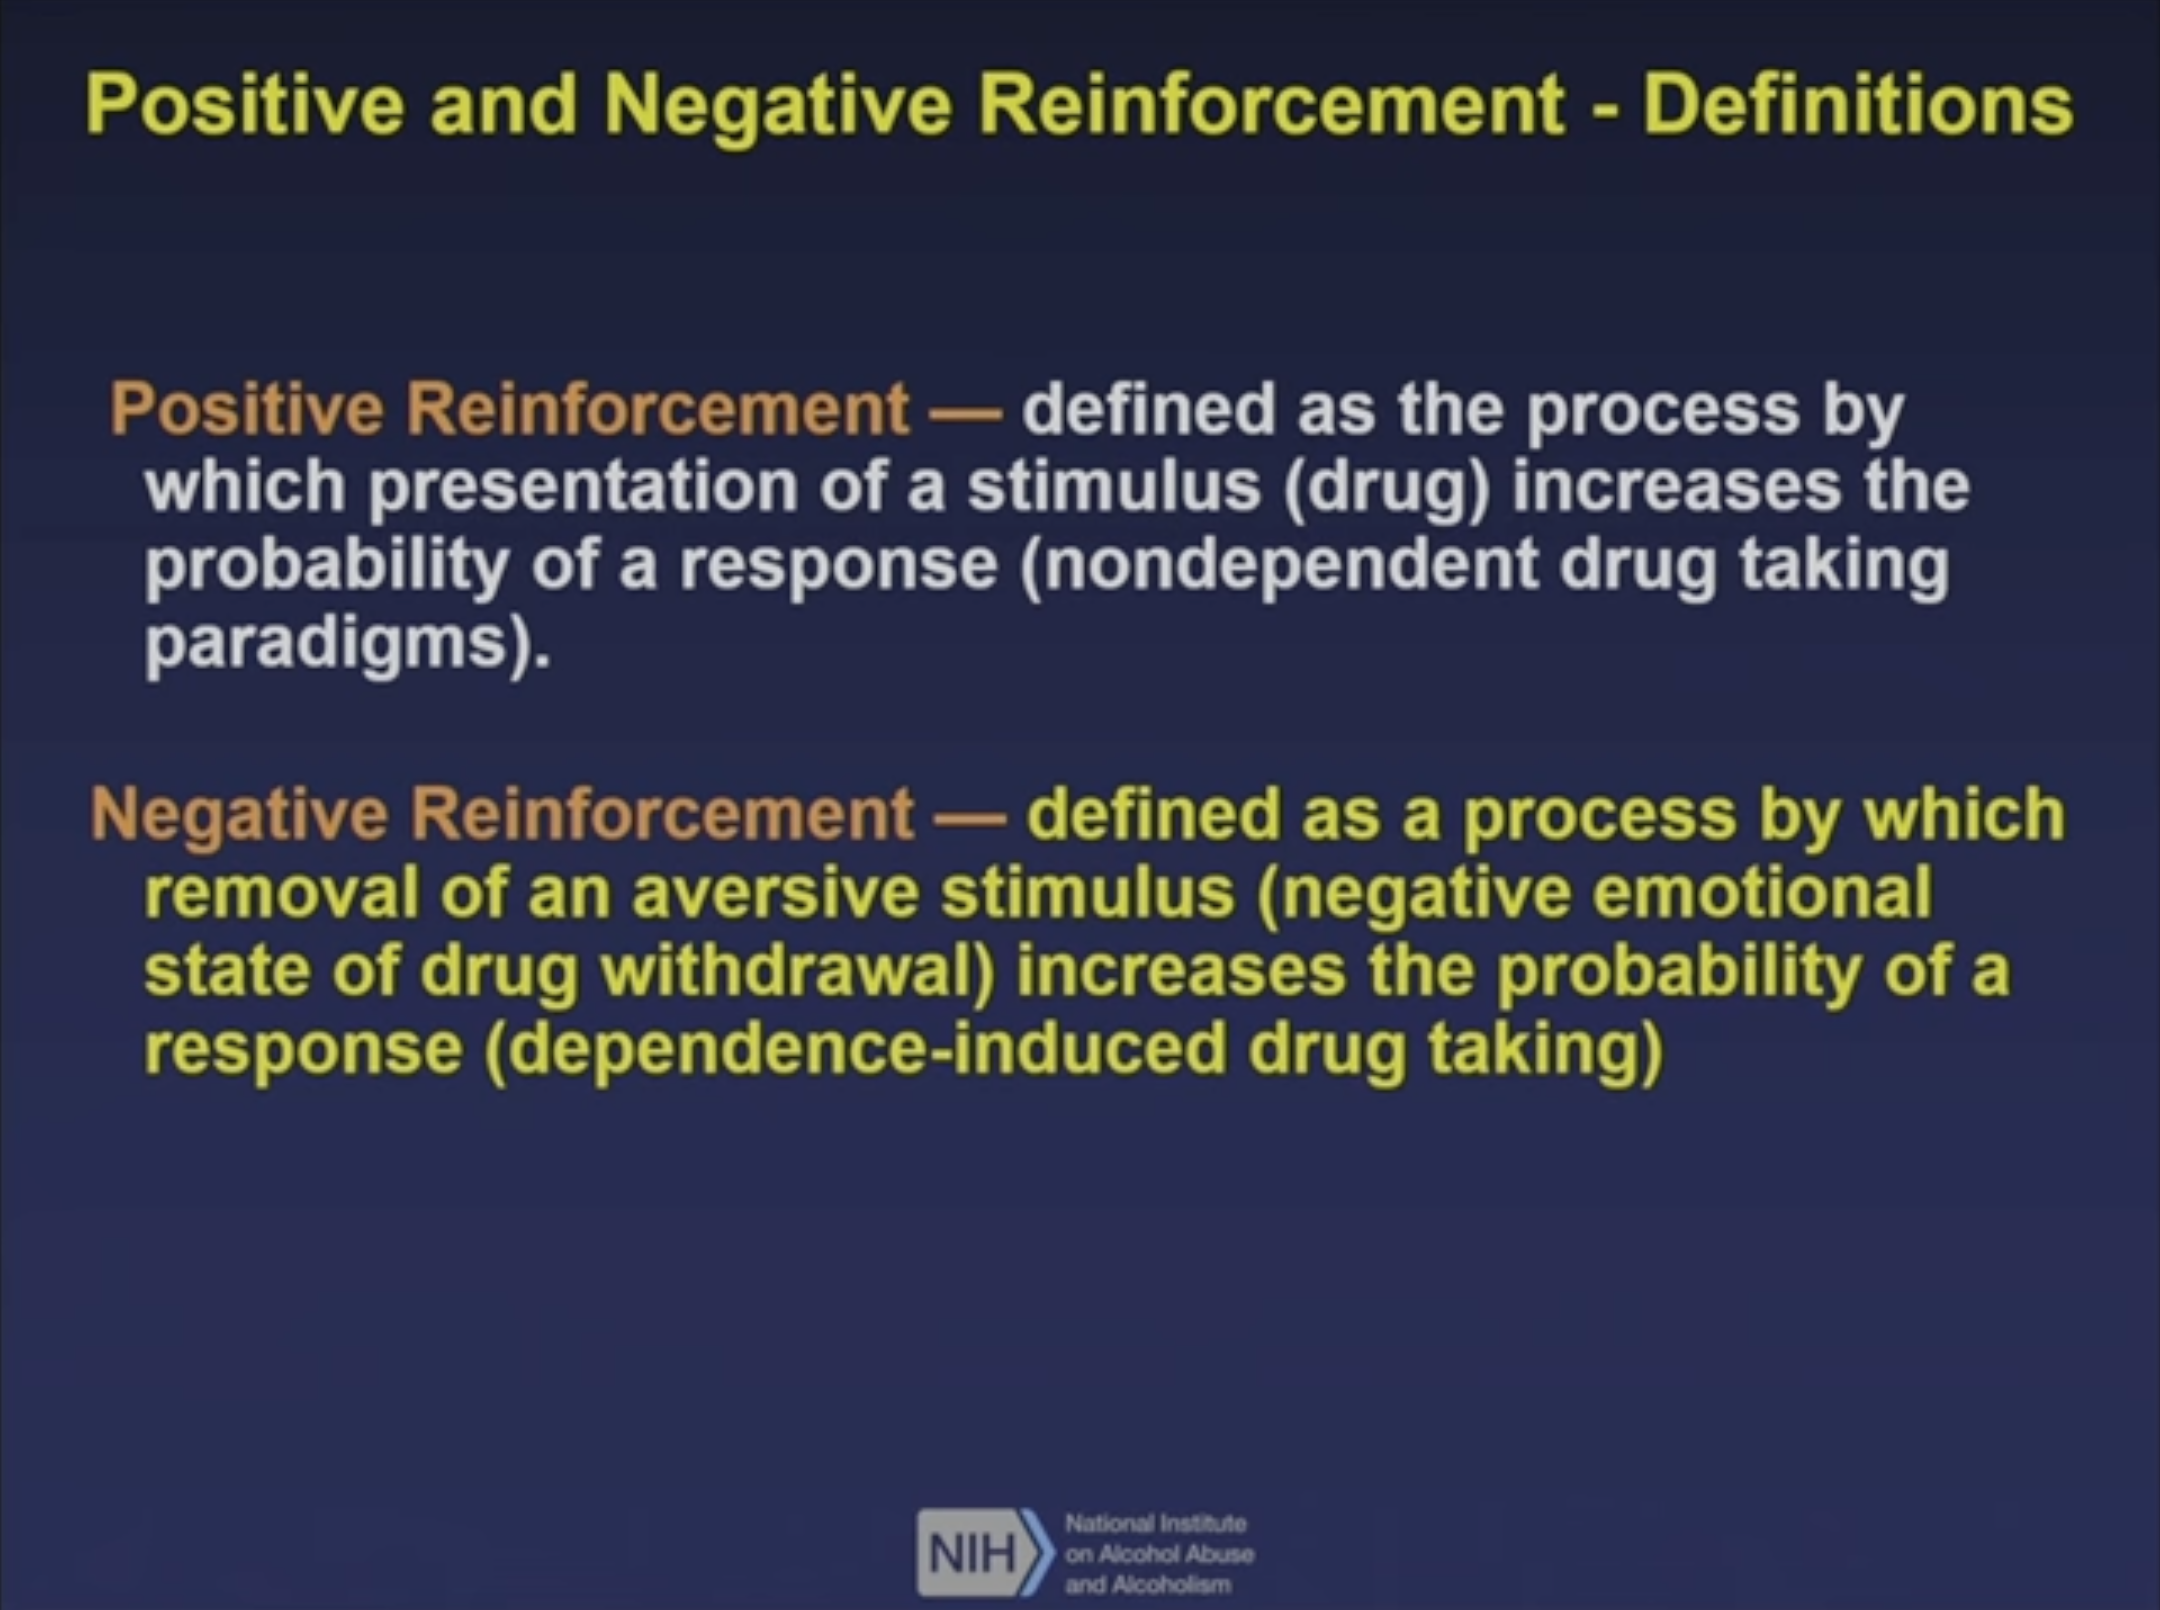 Positive and Negative Reinforcement - Definitions
Positive Reinforcement — defined as the process by
which presentation of a stimulus (drug) increases the
probability of a response (nondependent drug taking
paradigms).
Negative Reinforcement — defined as a process by which
removal of an aversive stimulus (negative emotional
state of drug withdrawal) increases the probability of a
response (dependence-induced drug taking)
NIH
National Institute
on Alcohol Abuse
and Alcoholism